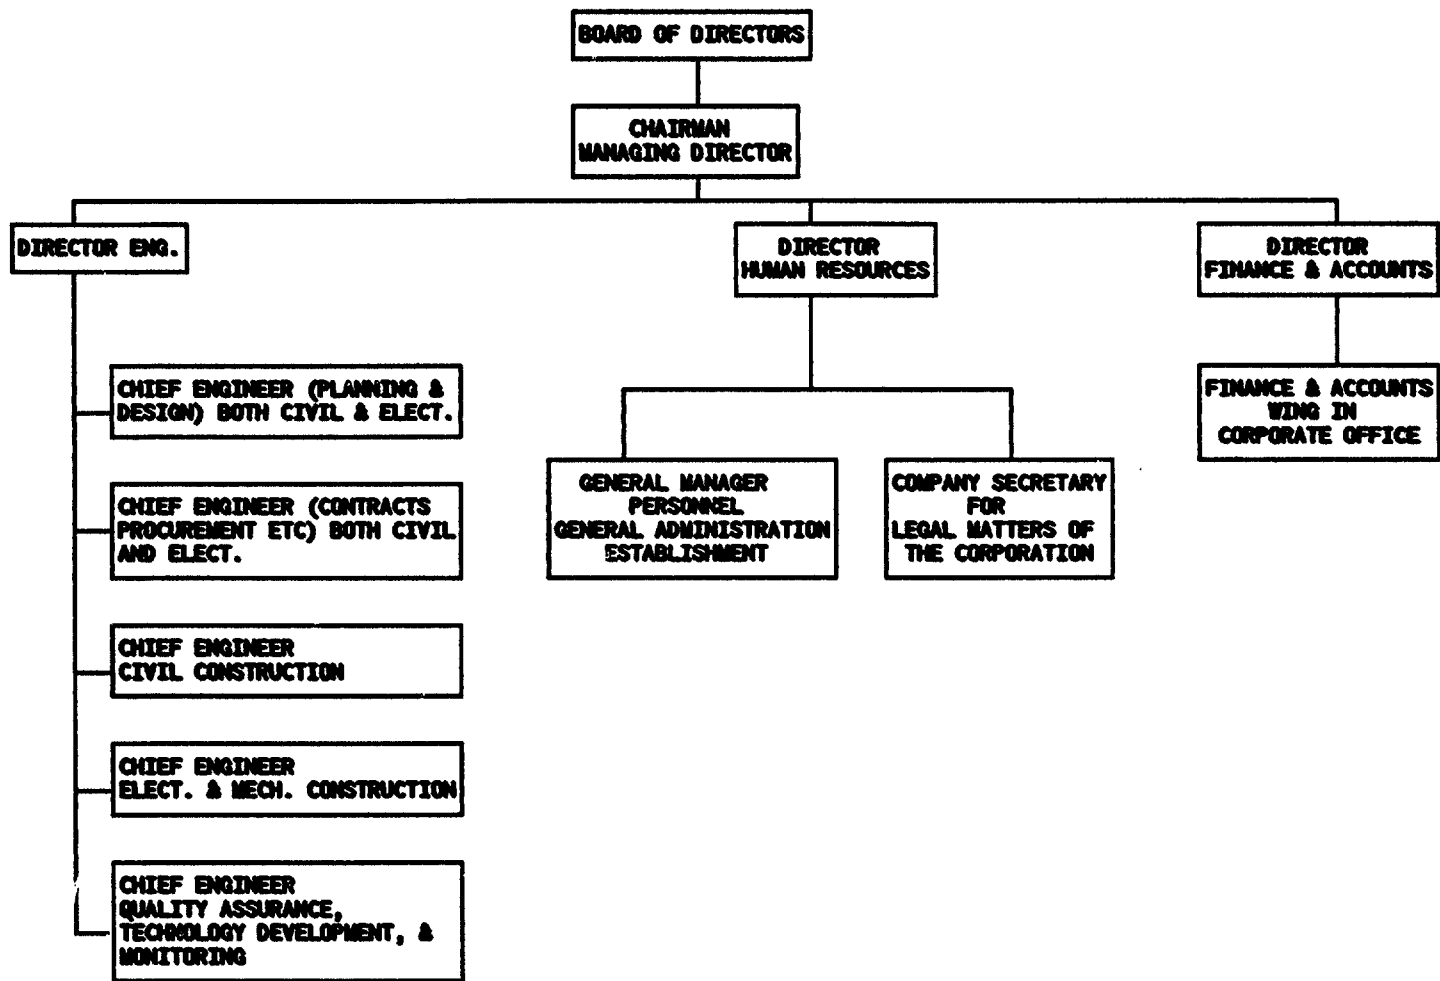 BOARD OF DIRECTORS
CHAIRMAN
MANAGING DIRECTOR
DIRECTOR ENG.
DIRECTOR
HUMAN RESOURCES
DIRECTOR
FINANCE & ACCOUNTS
CHIEF ENGINEER (PLANNING &
DESIGN) BOTH CIVIL & ELECT.
CHIEF ENGINEER (CONTRACTS
PROCUREMENT ETC) BOTH CIVIL
AND ELECT.
CHIEF ENGINEER
CIVIL CONSTRUCTION
CHIEF ENGINEER
ELECT. & MECH. CONSTRUCTION
CHIEF ENGINEER
QUALITY ASSURANCE,
TECHNOLOGY DEVELOPMENT, &
MONITORING
GENERAL MANAGER
PERSONNEL
GENERAL ADMINISTRATION
ESTABLISHMENT
COMPANY SECRETARY
FOR
LEGAL MATTERS OF
THE CORPORATION
FINANCE & ACCOUNTS
WING IN
CORPORATE OFFICE